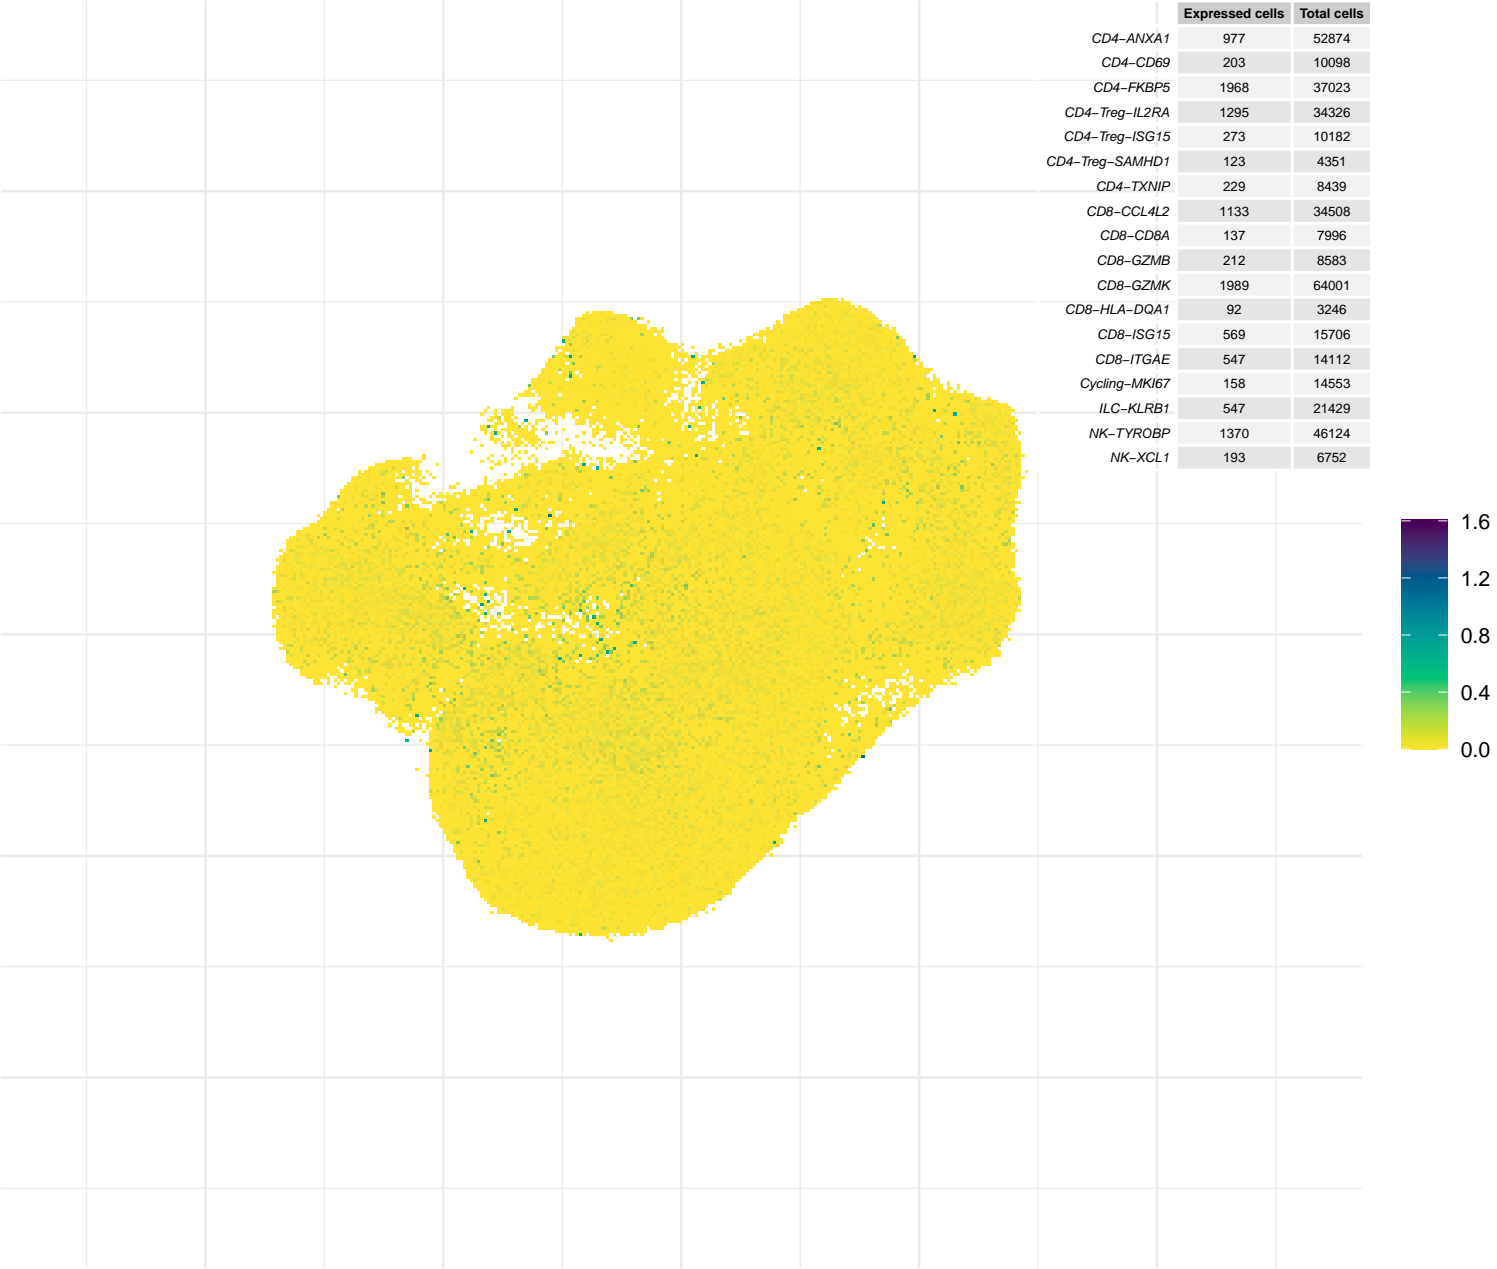 Expressed cells Total cells
CD4−ANXA1 977 52874
CD4−CD69 203 10098
CD4−FKBP5 1968 37023
CD4−Treg−IL2RA 1295 34326
CD4−Treg−ISG15 273 10182
CD4−Treg−SAMHD1 123 4351
CD4−TXNIP 229 8439
CD8−CCL4L2 1133 34508
CD8−CD8A 137 7996
CD8−GZMB 212 8583
CD8−GZMK 1989 64001
CD8−HLA−DQA1 92 3246
CD8−ISG15 569 15706
CD8−ITGAE 547 14112
Cycling−MKI67 158 14553
ILC−KLRB1 547 21429
NK−TYROBP 1370 46124
NK−XCL1 193 6752
1.6
1.2
0.8
0.4
0.0